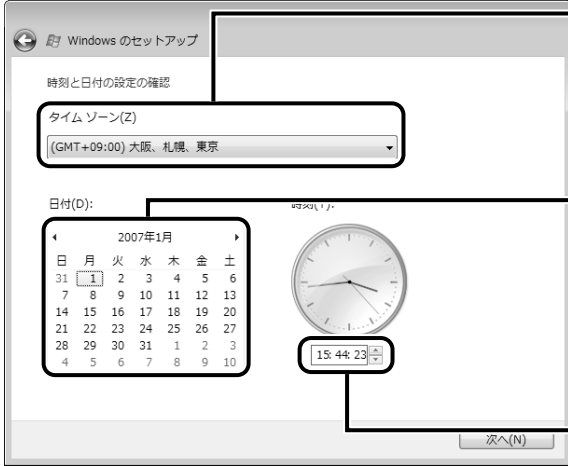 Windows のセットアップ
時刻と日付の設定の確認
タイム ゾーン(Z)
(GMT+09:00) 大阪、札幌、東京
日付(D):
時刻(T):
2007年1月
日 月 火 水 木 金 土
31 1 2 3 4 5 6
7 8 9 10 11 12 13
14 15 16 17 18 19 20
21 22 23 24 25 26 27
28 29 30 31 1 2 3
4 5 6 7 8 9 10
15: 44: 23
次へ(N)